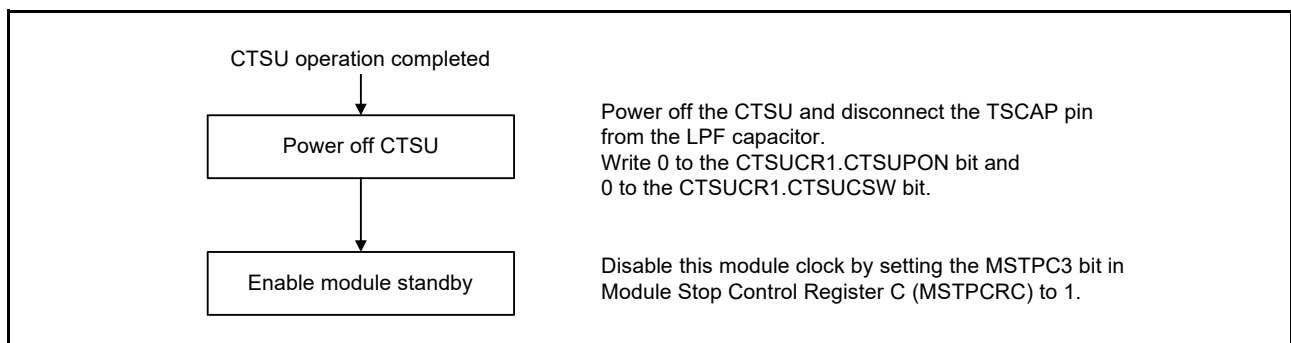 CTSU operation completed
Power off CTSU
Power off the CTSU and disconnect the TSCAP pin
from the LPF capacitor.
Write 0 to the CTSUCR1.CTSUPON bit and
0 to the CTSUCR1.CTSUCSW bit.
Enable module standby
Disable this module clock by setting the MSTPC3 bit in
Module Stop Control Register C (MSTPCRC) to 1.